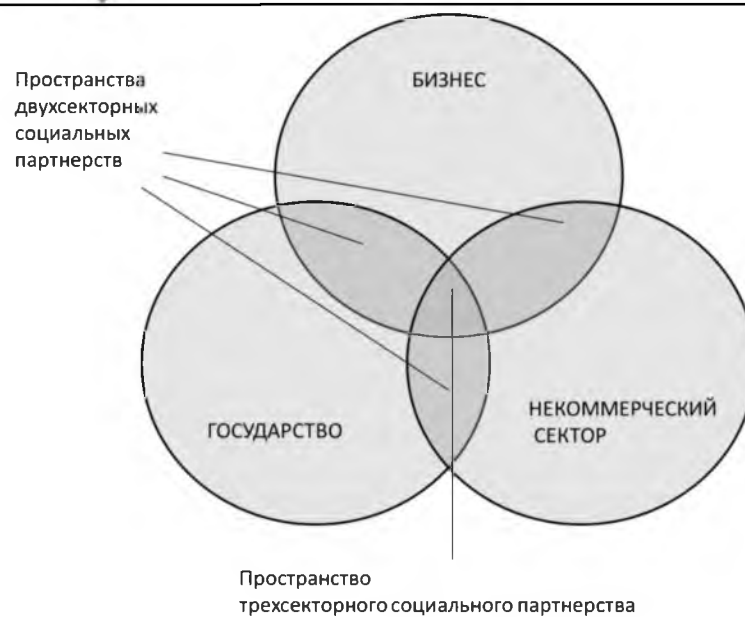 БИЗНЕС
Пространства
двухсекторных
социальных
партнерств
НЕКОММЕРЧЕСКИЙ
СЕКТОР
ГОСУДАРСТВО
Пространство
трехсекторного социального партнерства